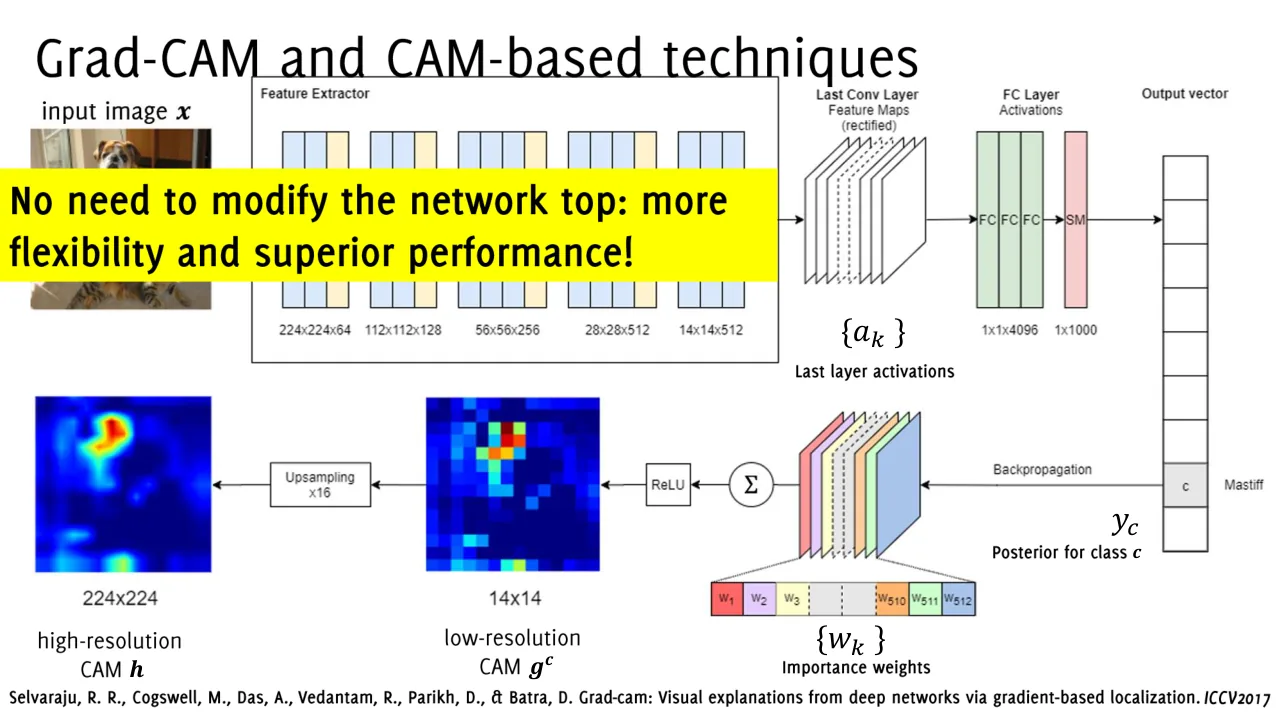 Grad-CAM and CAM-based techniques
input image x
Feature Extractor
Last Conv Layer
Feature Maps
(rectified)
FC Layer
Activations
Output vector
No need to modify the network top: more
flexibility and superior performance!
FC FC FC SM
224x224x64 112x112x128 56x56x256 28x28x512 14x14x512
{a_k}
1x1x4096 1x1000
Last layer activations
Upsampling
x16
ReLU
Σ
Backpropagation
c
Mastiff
y_c
Posterior for class c
W₁ W₂ W₃ W₅₁₀ W₅₁₁ W₅₁₂
{w_k}
Importance weights
224x224
high-resolution
CAM h
14x14
low-resolution
CAM g^c
Selvaraju, R. R., Cogswell, M., Das, A., Vedantam, R., Parikh, D., & Batra, D. Grad-cam: Visual explanations from deep networks via gradient-based localization. ICCV2017